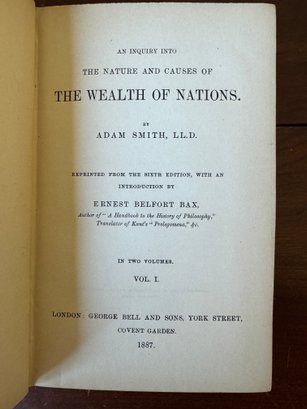 AN INQUIRY INTO
THE NATURE AND CAUSES OF
THE WEALTH OF NATIONS.
BY
ADAM SMITH, LL.D.
REPRINTED FROM THE SIXTH EDITION, WITH AN
INTRODUCTION BY
ERNEST BELFORT BAX,
Author of "A Handbook to the History of Philosophy,"
Translator of Kant's "Prolegomena," &c.
IN TWO VOLUMES.
VOL. I.
LONDON: GEORGE BELL AND SONS, YORK STREET,
COVENT GARDEN.
1887.